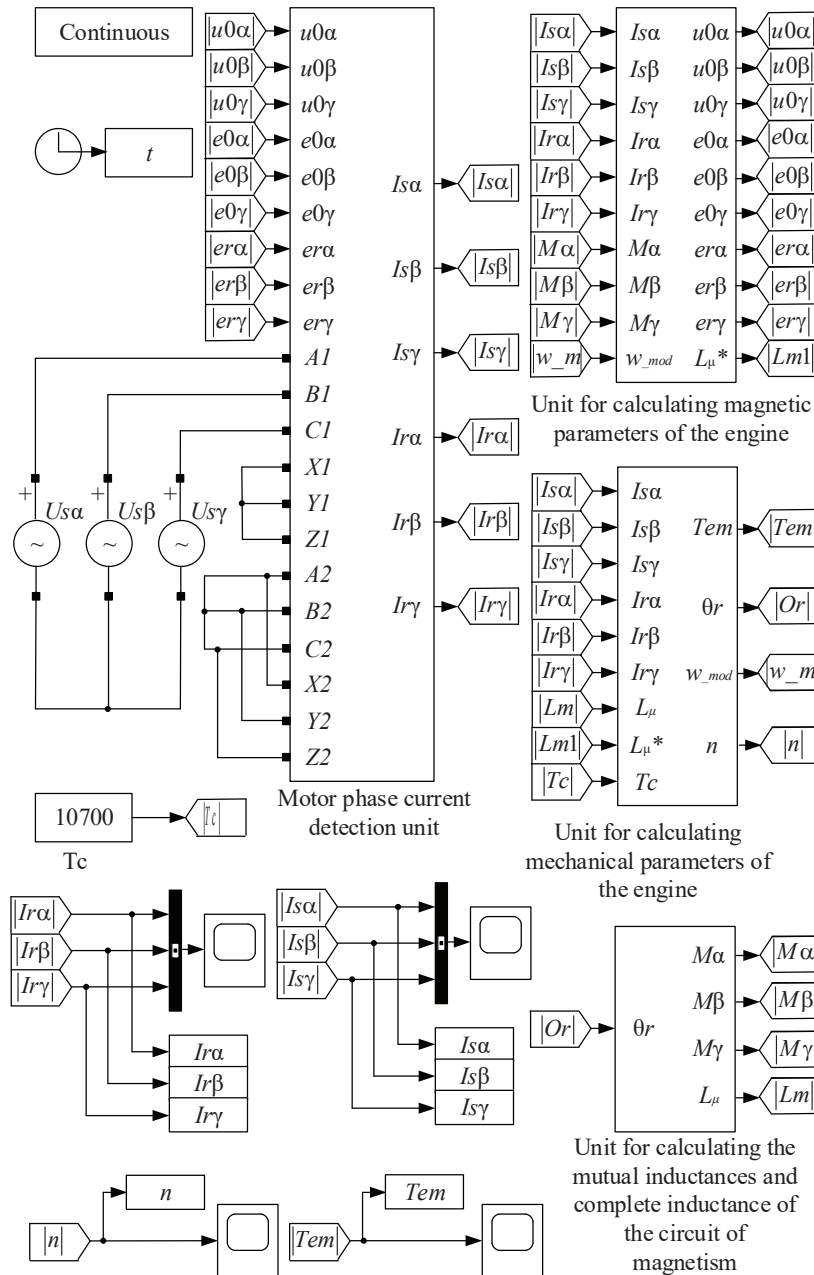 Continuous
t
|u0α|
|u0β|
|u0γ|
|e0α|
|e0β|
|e0γ|
|erα|
|erβ|
|erγ|
u0α
u0β
u0γ
e0α
e0β
e0γ
erα
erβ
erγ
A1
B1
C1
X1
Y1
Z1
A2
B2
C2
X2
Y2
Z2
Isα
Isβ
Isγ
Irα
Irβ
Irγ
|Isα|
|Isβ|
|Isγ|
|Irα|
|Irβ|
|Irγ|
Motor phase current
detection unit
+ Usα
+ Usβ
+ Usγ
~
~
~
10700
|Tc|
Tc
|Isα|
|Isβ|
|Isγ|
|Irα|
|Irβ|
|Irγ|
|Mα|
|Mβ|
|Mγ|
|w_m|
Isα
Isβ
Isγ
Irα
Irβ
Irγ
Mα
Mβ
Mγ
w_mod
u0α
u0β
u0γ
e0α
e0β
e0γ
erα
erβ
erγ
Lμ*
|u0α|
|u0β|
|u0γ|
|e0α|
|e0β|
|e0γ|
|erα|
|erβ|
|erγ|
|Lm1|
Unit for calculating magnetic
parameters of the engine
|Isα|
|Isβ|
|Isγ|
|Irα|
|Irβ|
|Irγ|
|Lm|
|Lm1|
|Tc|
Isα
Isβ
Isγ
Irα
Irβ
Irγ
Lμ
Lμ*
Tc
Tem
θr
w_mod
n
|Tem
|Or|
|w_m
|n|
Unit for calculating
mechanical parameters of
the engine
|Irα|
|Irβ|
|Irγ|
Irα
Irβ
Irγ
|Isα|
|Isβ|
|Isγ|
Isα
Isβ
Isγ
|Or|
θr
Mα
Mβ
Mγ
Lμ
|Mα
|Mβ|
|Mγ
|Lm|
Unit for calculating the
mutual inductances and
complete inductance of
the circuit of
magnetism
|n|
n
|Tem|
Tem